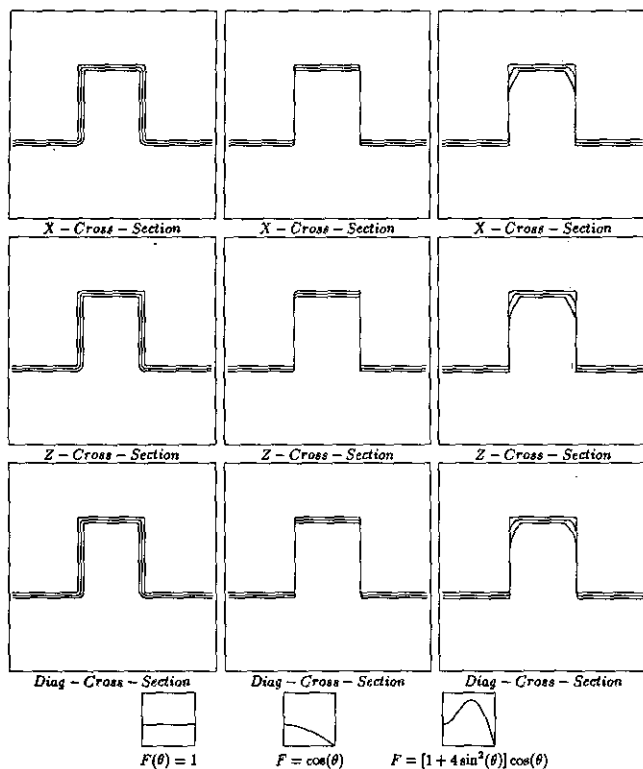 X – Cross – Section X – Cross – Section X – Cross – Section
Z – Cross – Section Z – Cross – Section Z – Cross – Section
Diag – Cross – Section Diag – Cross – Section Diag – Cross – Section
F(θ) = 1 F = cos(θ) F = [1 + 4 sin²(θ)] cos(θ)